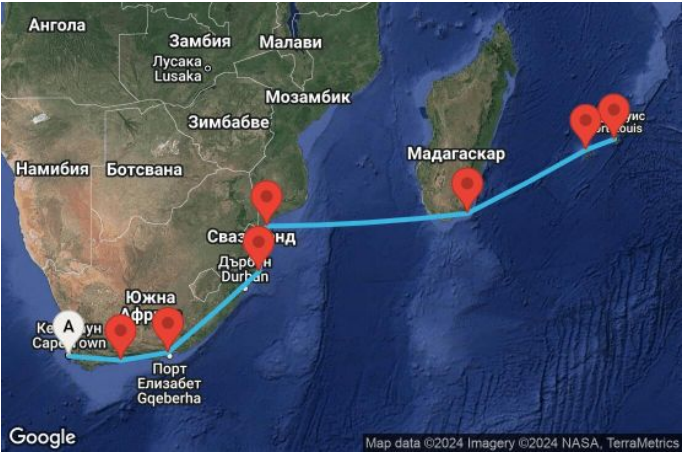 Ангола
Замбия
Малави
Лусака
Lusaka
Мозамбик
Зимбабве
Мадагаскар
Намибия
Ботсвана
Дърбън
Durban
Южна
A
Cape Town
Порт
Елизабет
Gqeberha
Google
Map data ©2024 Imagery ©2024 NASA, TerraMetrics